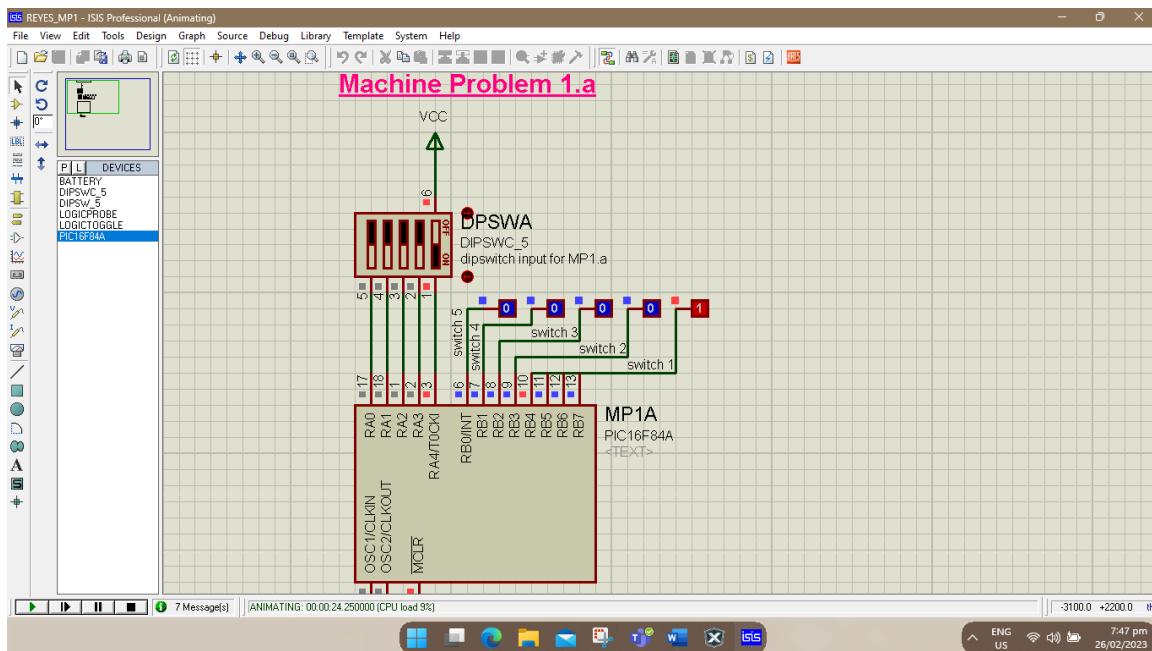 ISIS REYES_MP1 - ISIS Professional (Animating)
File View Edit Tools Design Graph Source Debug Library Template System Help
0°
LBL
P L DEVICES
BATTERY
DIPSWC_5
DIPSW_5
LOGICPROBE
LOGICTOGGLE
PIC16F84A
A
S
Machine Problem 1.a
VCC
6
OFF
ON
DPSWA
DIPSWC_5
dipswitch input for MP1.a
5 4 3 2 1
0 0 0 0 1
switch 5
switch 4
switch 3
switch 2
switch 1
17 18 1 2 3 6 7 8 9 10 11 12 13
RA0 RA1 RA2 RA3 RA4/T0CKI RB0/INT RB1 RB2 RB3 RB4 RB5 RB6 RB7
MP1A
PIC16F84A
<TEXT>
OSC1/CLKIN
OSC2/CLKOUT
MCLR
7 Message(s) ANIMATING: 00:00:24.250000 (CPU load 9%) -3100.0 +2200.0 th
isis
ENG
US
7:47 pm
26/02/2023